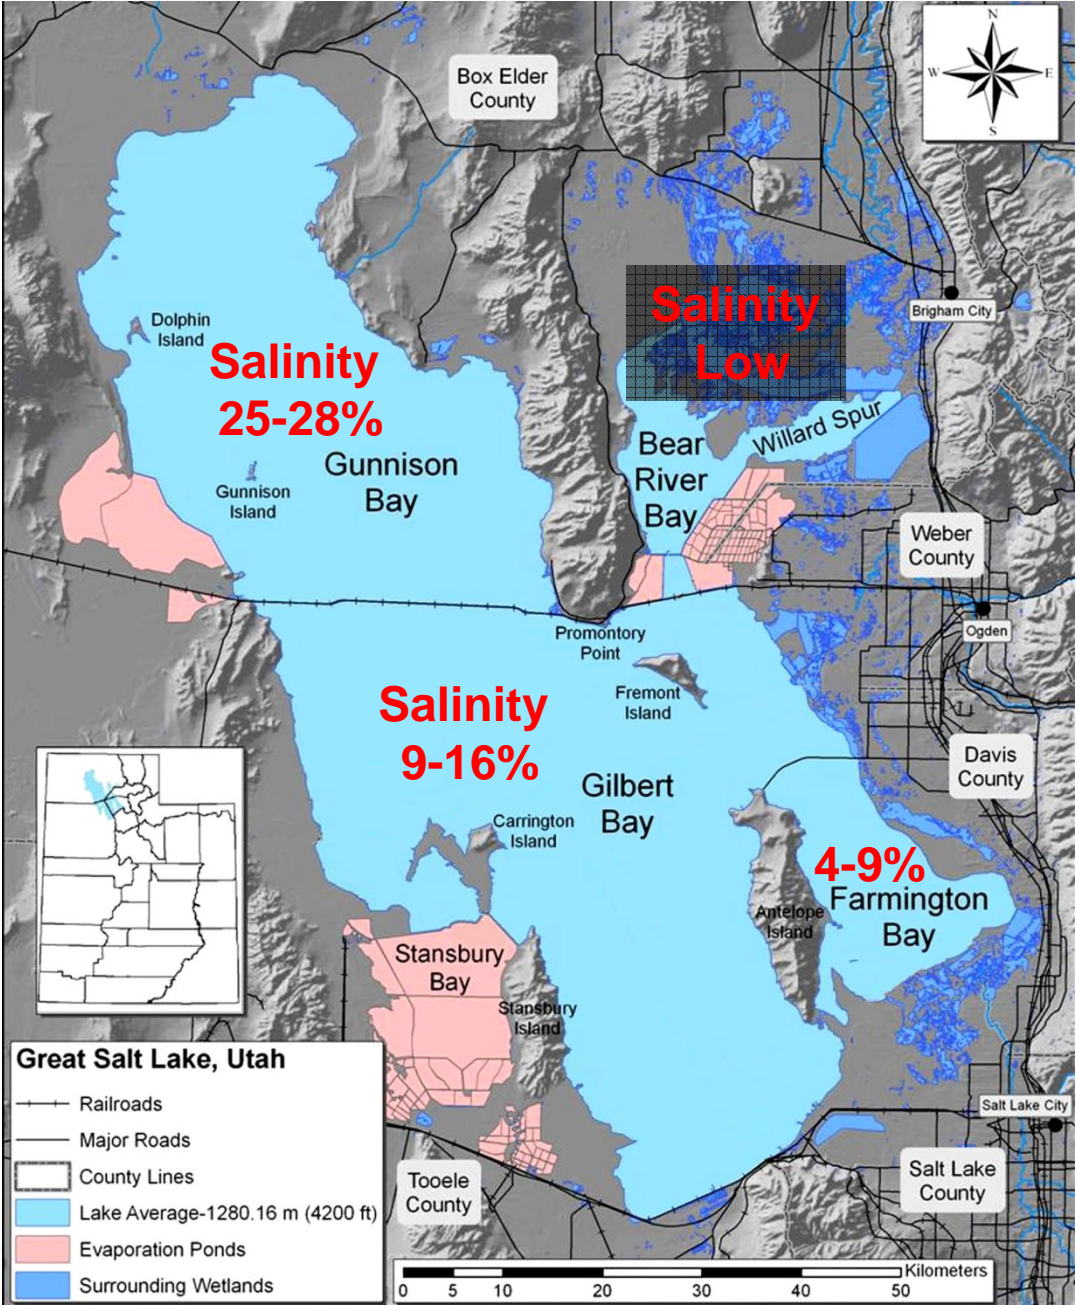 N
W
E
S
Box Elder
County
Brigham City
Salinity
Low
Dolphin
Island
Salinity
25-28%
Gunnison
Bay
Gunnison
Island
Willard Spur
Bear
River
Bay
Weber
County
Ogden
Promontory
Point
Fremont
Island
Salinity
9-16%
Gilbert
Bay
Davis
County
Carrington
Island
4-9%
Farmington
Bay
Antelope
Island
Stansbury
Bay
Stansbury
Island
Great Salt Lake, Utah
Railroads
Major Roads
County Lines
Lake Average-1280.16 m (4200 ft)
Evaporation Ponds
Surrounding Wetlands
Salt Lake City
Tooele
County
Salt Lake
County
Kilometers
0 5 10 20 30 40 50